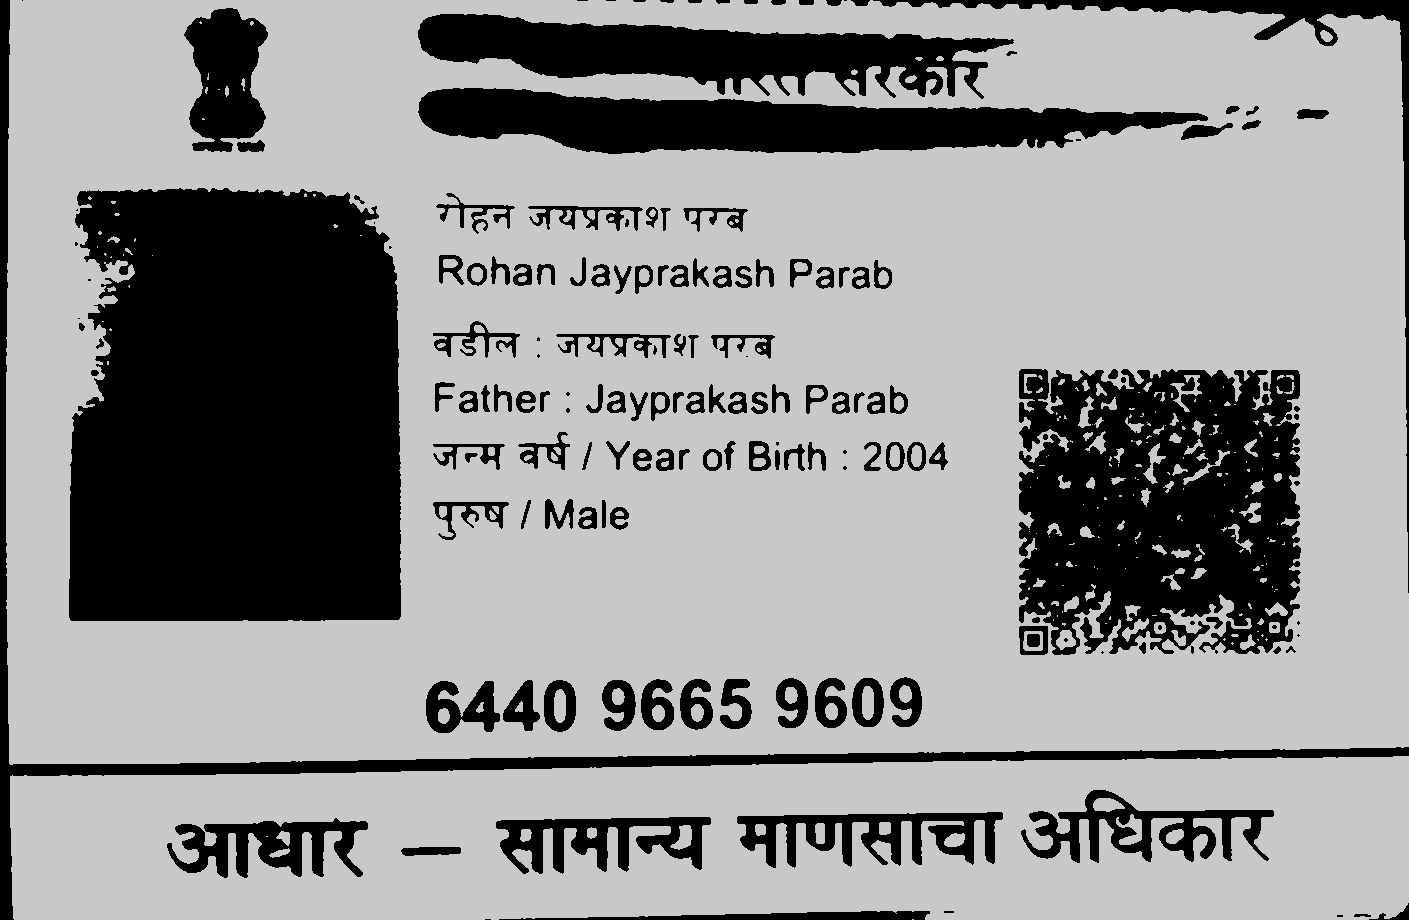 भारत सरकार
रोहन जयप्रकाश परब
Rohan Jayprakash Parab
वडील : जयप्रकाश परब
Father : Jayprakash Parab
जन्म वर्ष / Year of Birth : 2004
पुरुष / Male
6440 9665 9609
आधार – सामान्य माणसाचा अधिकार